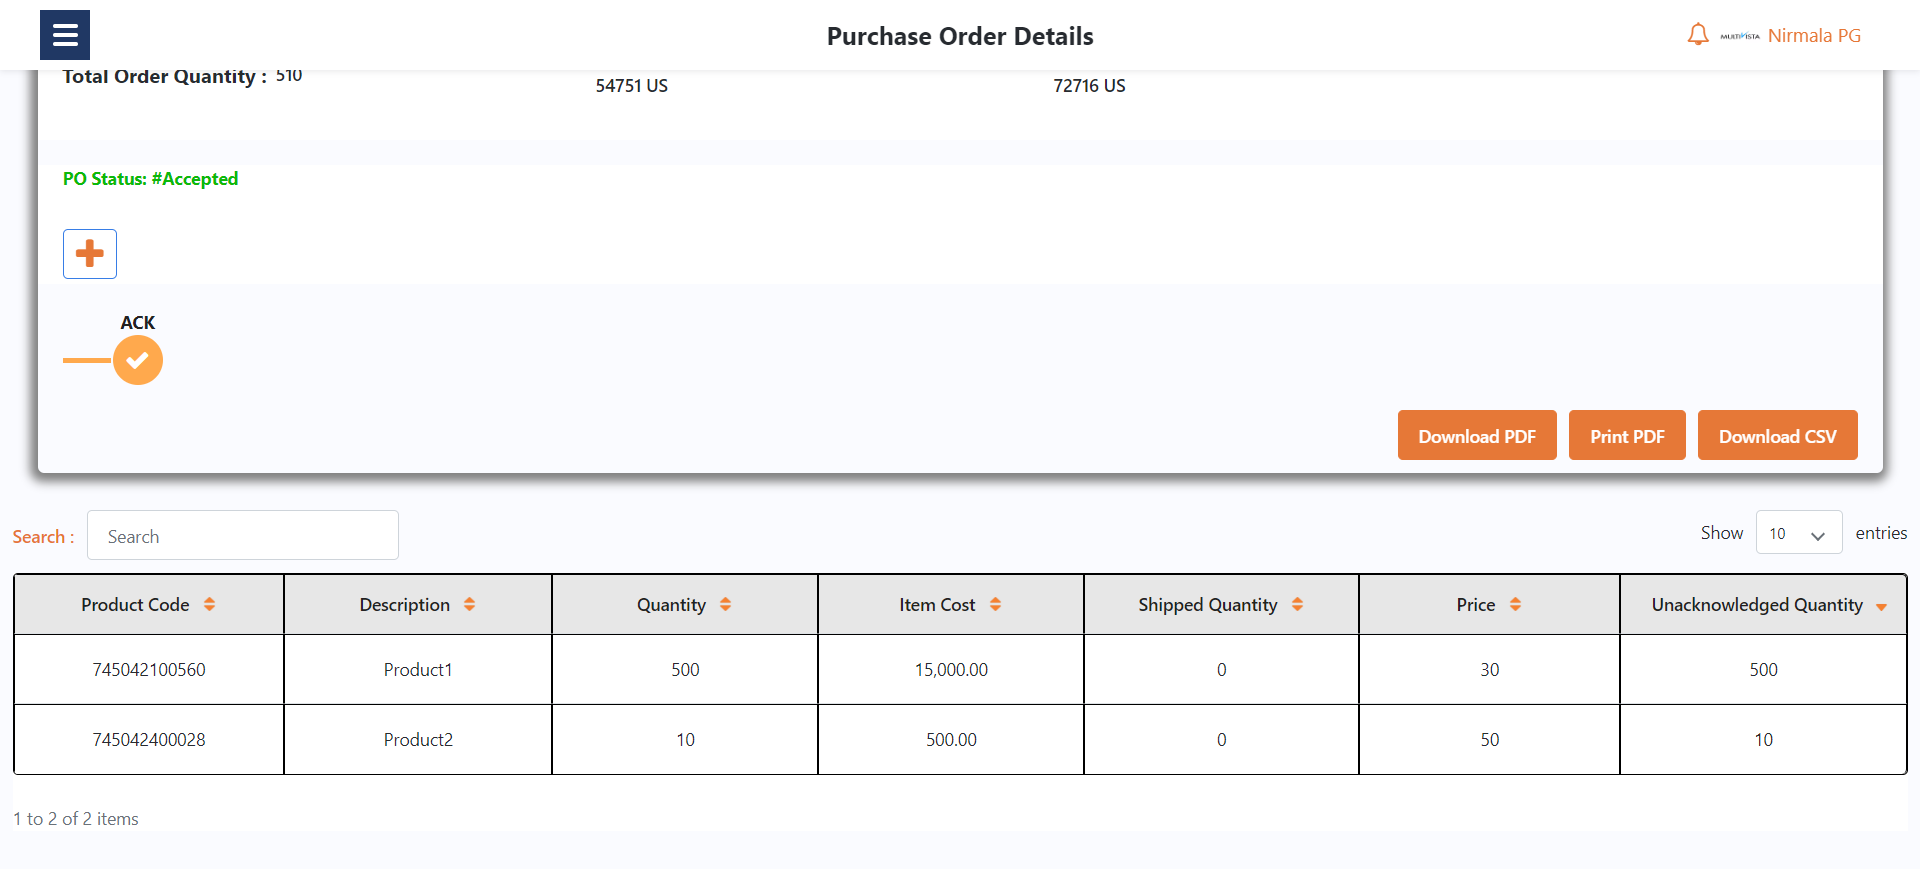 Purchase Order Details
MULTIVISTA Nirmala PG
Total Order Quantity : 510
54751 US
72716 US
PO Status: #Accepted
ACK
Download PDF
Print PDF
Download CSV
Search : Search
Show 10 entries
Product Code Description Quantity Item Cost Shipped Quantity Price Unacknowledged Quantity
745042100560 Product1 500 15,000.00 0 30 500
745042400028 Product2 10 500.00 0 50 10
1 to 2 of 2 items